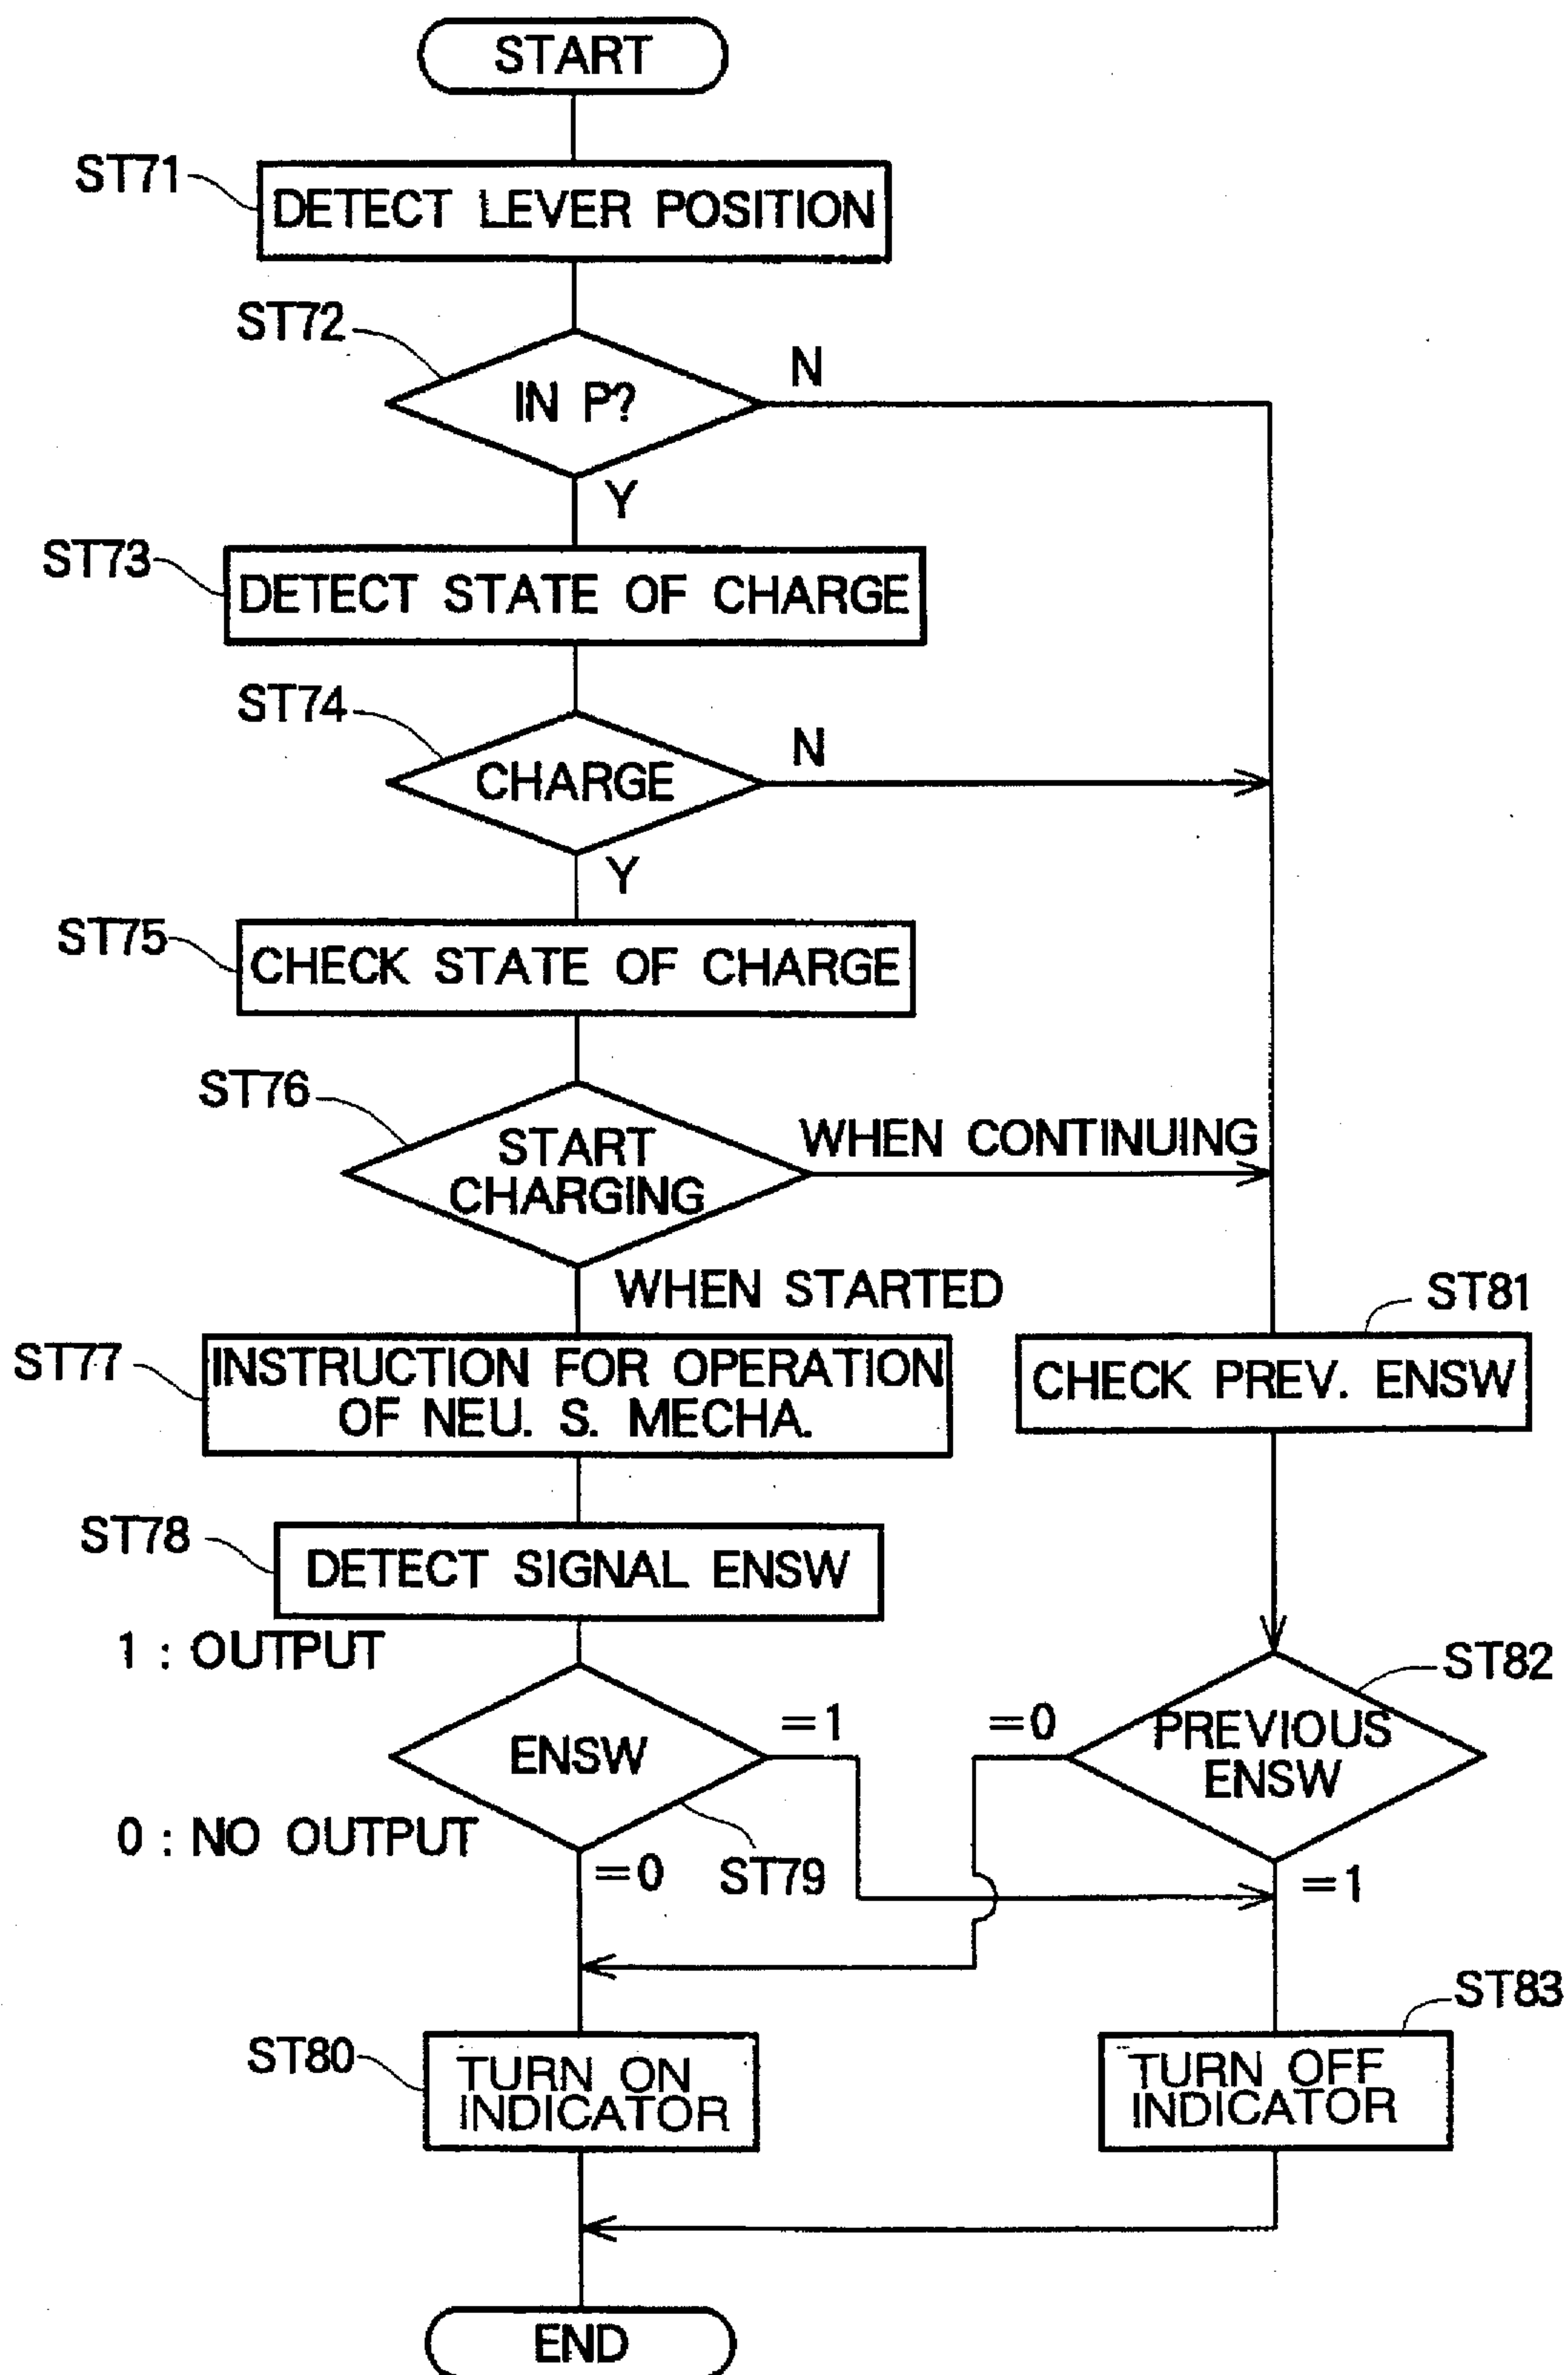 START
ST71
DETECT LEVER POSITION
ST72
IN P?
N
Y
ST73
DETECT STATE OF CHARGE
ST74
CHARGE
N
Y
ST75
CHECK STATE OF CHARGE
ST76
START
CHARGING
WHEN CONTINUING
WHEN STARTED
ST77
INSTRUCTION FOR OPERATION
OF NEU. S. MECHA.
ST81
CHECK PREV. ENSW
ST78
DETECT SIGNAL ENSW
1 : OUTPUT
ENSW
=1
0 : NO OUTPUT
=0
ST79
ST82
=0
PREVIOUS
ENSW
=1
ST80
TURN ON
INDICATOR
ST83
TURN OFF
INDICATOR
END